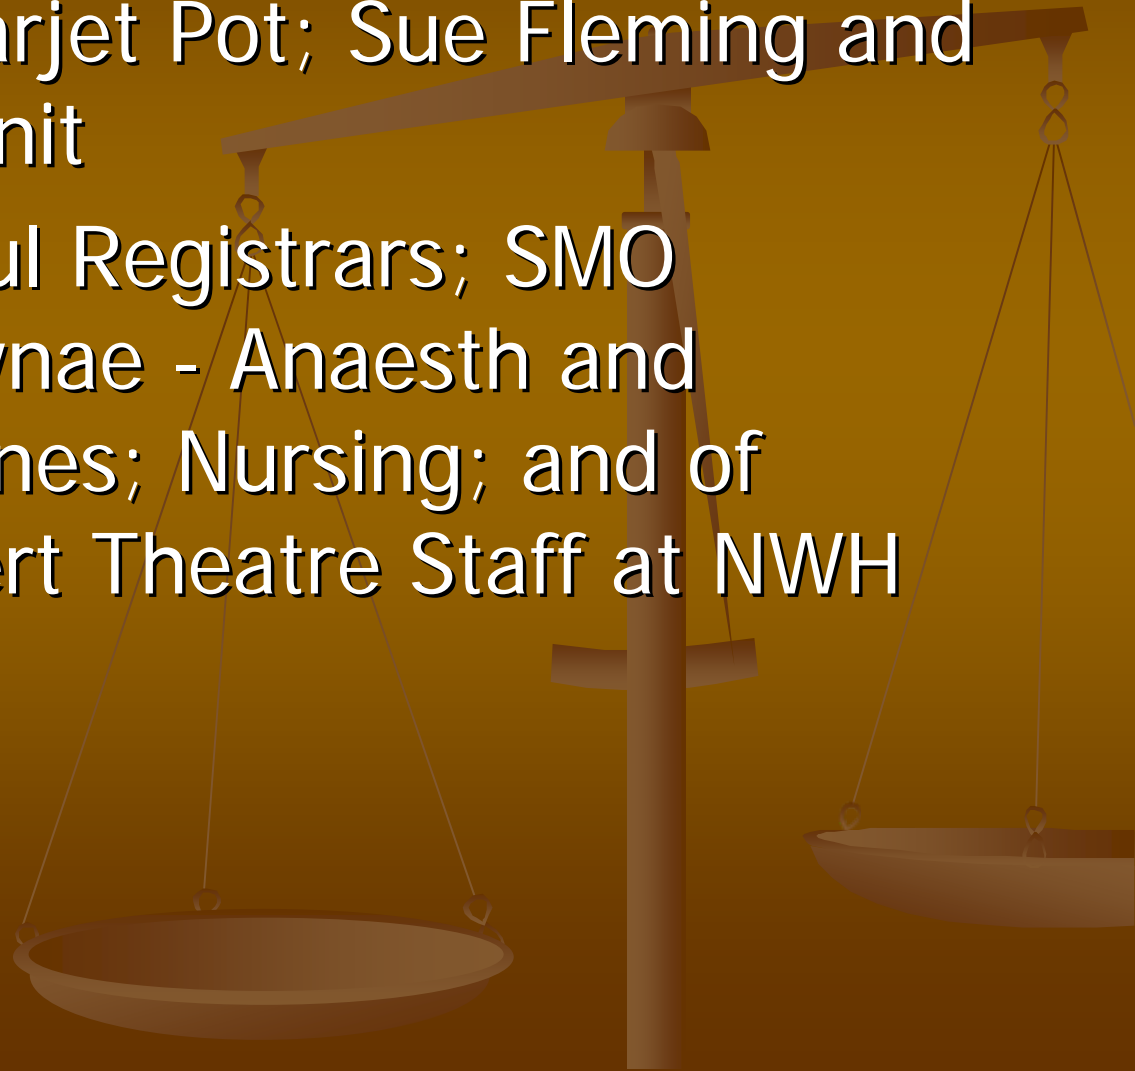 arjet Pot; Sue Fleming and
nit
ul Registrars; SMO
ynae - Anaesth and
nes; Nursing; and of
ert Theatre Staff at NWH